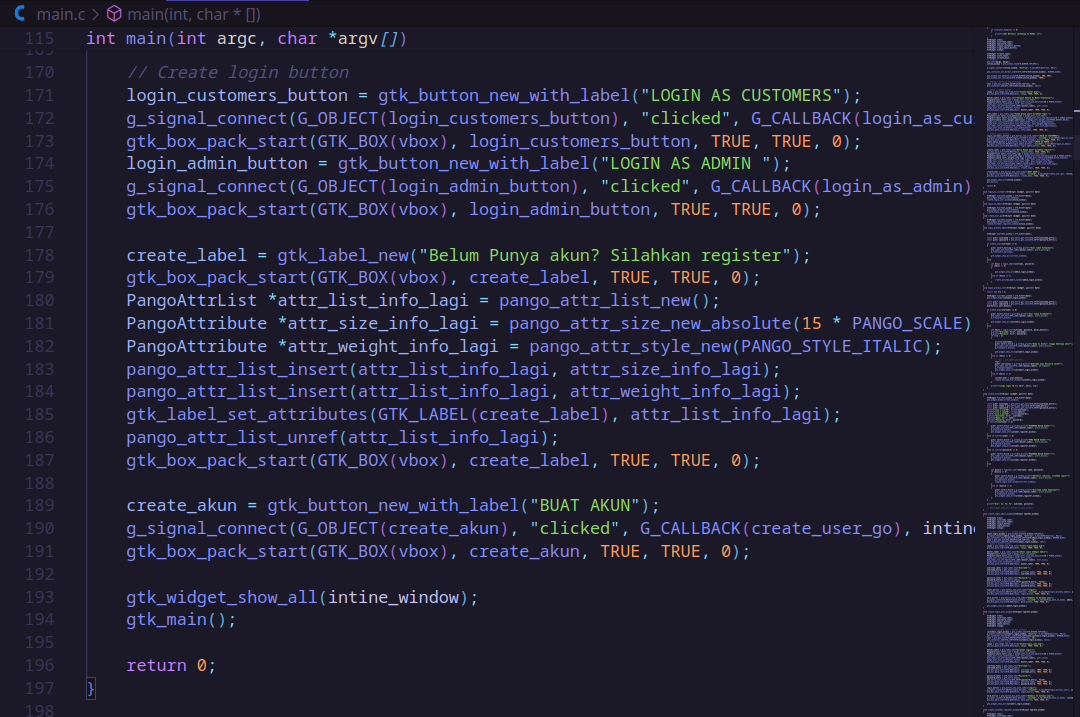 main.c > main(int, char * [])
115 int main(int argc, char *argv[])
170 // Create login button
171 login_customers_button = gtk_button_new_with_label("LOGIN AS CUSTOMERS");
172 g_signal_connect(G_OBJECT(login_customers_button), "clicked", G_CALLBACK(login_as_cu
173 gtk_box_pack_start(GTK_BOX(vbox), login_customers_button, TRUE, TRUE, 0);
174 login_admin_button = gtk_button_new_with_label("LOGIN AS ADMIN ");
175 g_signal_connect(G_OBJECT(login_admin_button), "clicked", G_CALLBACK(login_as_admin)
176 gtk_box_pack_start(GTK_BOX(vbox), login_admin_button, TRUE, TRUE, 0);
177
178 create_label = gtk_label_new("Belum Punya akun? Silahkan register");
179 gtk_box_pack_start(GTK_BOX(vbox), create_label, TRUE, TRUE, 0);
180 PangoAttrList *attr_list_info_lagi = pango_attr_list_new();
181 PangoAttribute *attr_size_info_lagi = pango_attr_size_new_absolute(15 * PANGO_SCALE)
182 PangoAttribute *attr_weight_info_lagi = pango_attr_style_new(PANGO_STYLE_ITALIC);
183 pango_attr_list_insert(attr_list_info_lagi, attr_size_info_lagi);
184 pango_attr_list_insert(attr_list_info_lagi, attr_weight_info_lagi);
185 gtk_label_set_attributes(GTK_LABEL(create_label), attr_list_info_lagi);
186 pango_attr_list_unref(attr_list_info_lagi);
187 gtk_box_pack_start(GTK_BOX(vbox), create_label, TRUE, TRUE, 0);
188
189 create_akun = gtk_button_new_with_label("BUAT AKUN");
190 g_signal_connect(G_OBJECT(create_akun), "clicked", G_CALLBACK(create_user_go), intine
191 gtk_box_pack_start(GTK_BOX(vbox), create_akun, TRUE, TRUE, 0);
192
193 gtk_widget_show_all(intine_window);
194 gtk_main();
195
196 return 0;
197 }
198